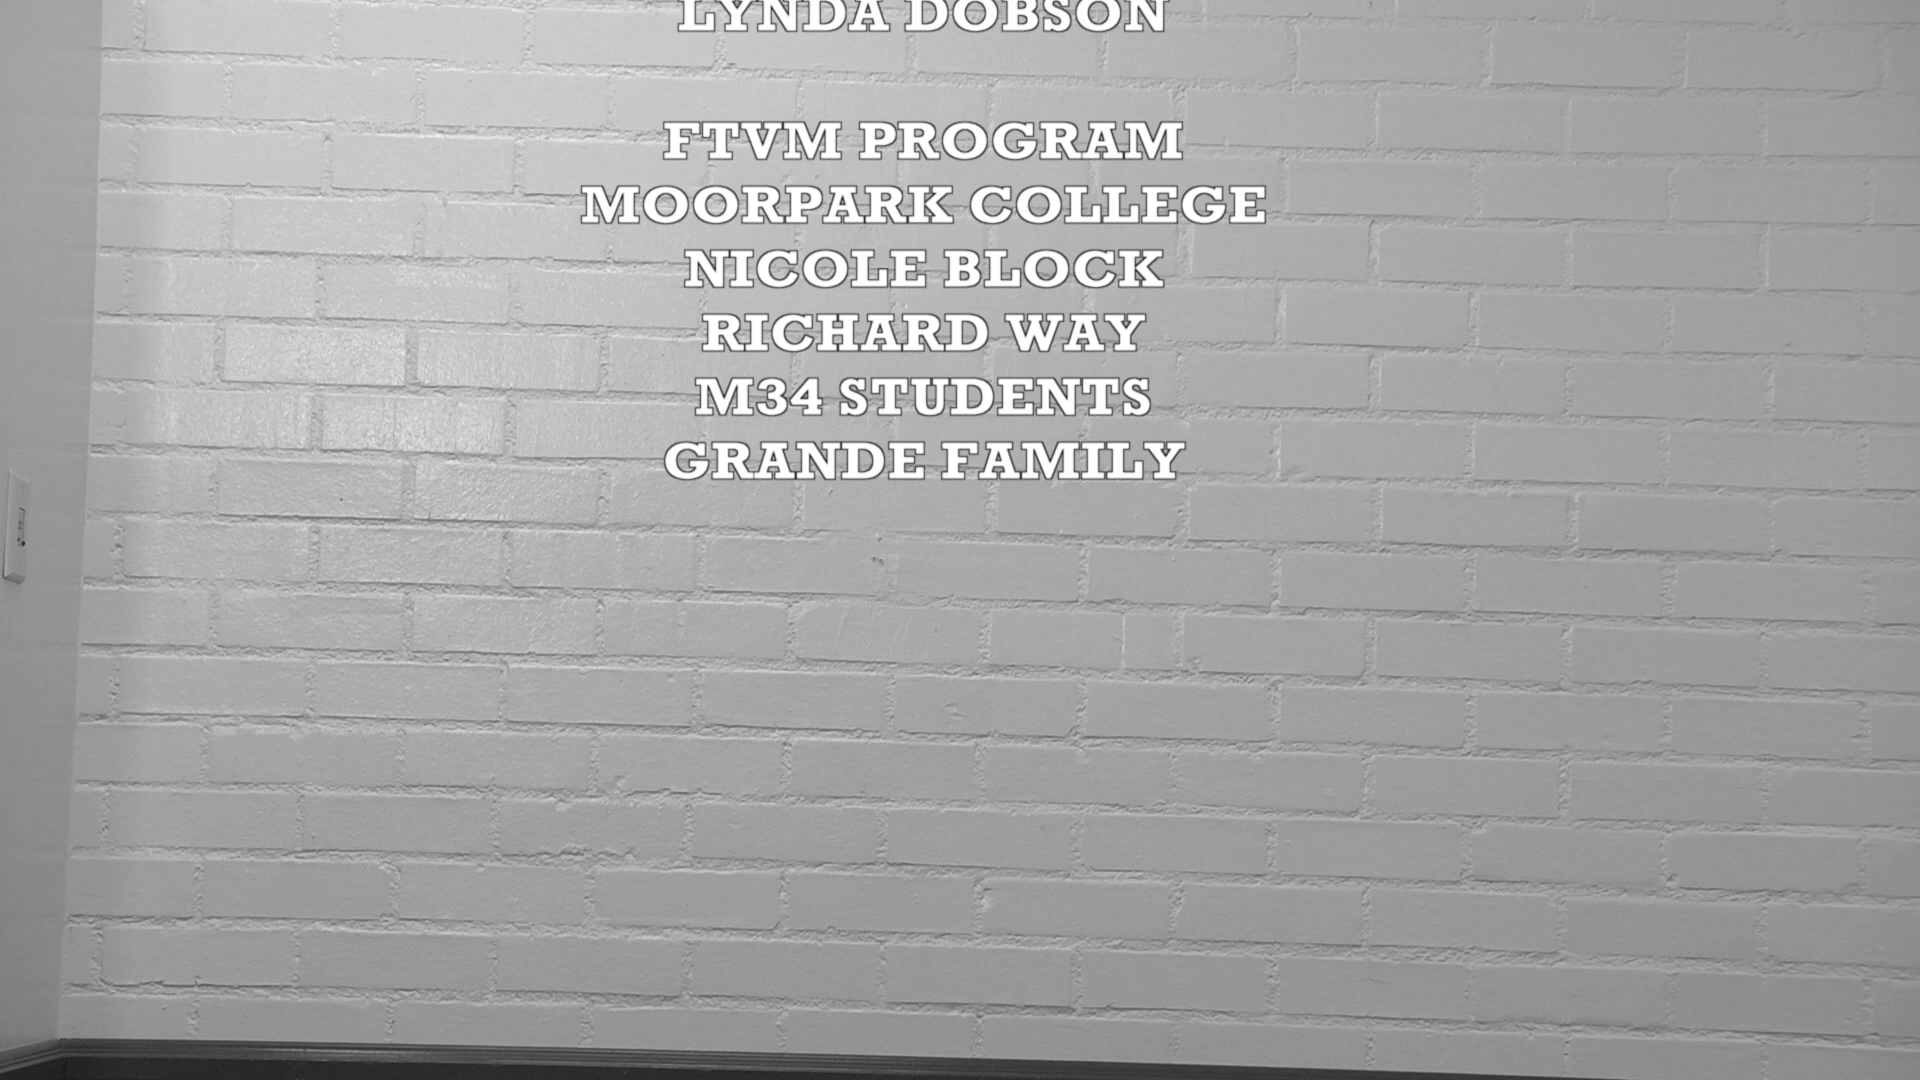 LYNDA DOBSON
FTVM PROGRAM
MOORPARK COLLEGE
NICOLE BLOCK
RICHARD WAY
M34 STUDENTS
GRANDE FAMILY